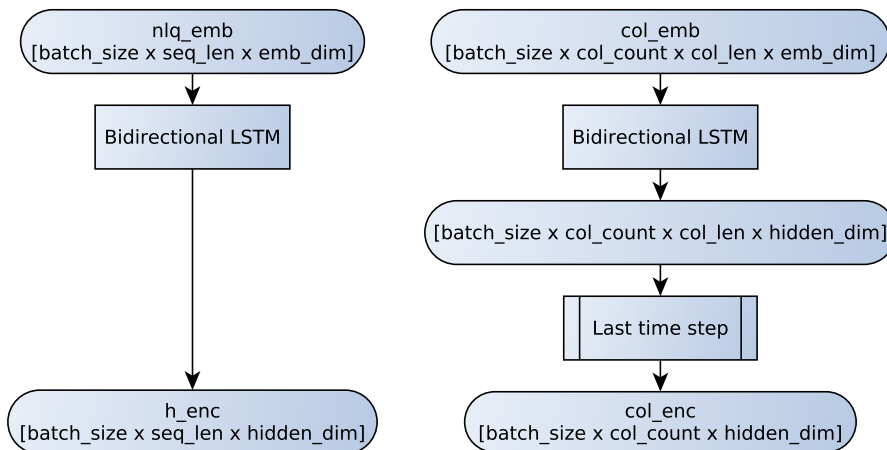 nlq_emb
[batch_size x seq_len x emb_dim]
Bidirectional LSTM
h_enc
[batch_size x seq_len x hidden_dim]
col_emb
[batch_size x col_count x col_len x emb_dim]
Bidirectional LSTM
[batch_size x col_count x col_len x hidden_dim]
Last time step
col_enc
[batch_size x col_count x hidden_dim]